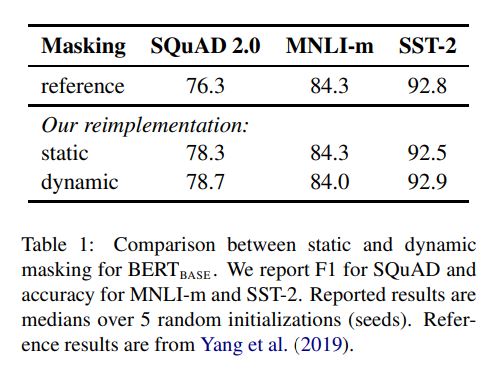 Masking SQuAD 2.0 MNLI-m SST-2
reference 76.3 84.3 92.8
Our reimplementation:
static 78.3 84.3 92.5
dynamic 78.7 84.0 92.9
Table 1: Comparison between static and dynamic
masking for BERTBASE. We report F1 for SQuAD and
accuracy for MNLI-m and SST-2. Reported results are
medians over 5 random initializations (seeds). Refer-
ence results are from Yang et al. (2019).